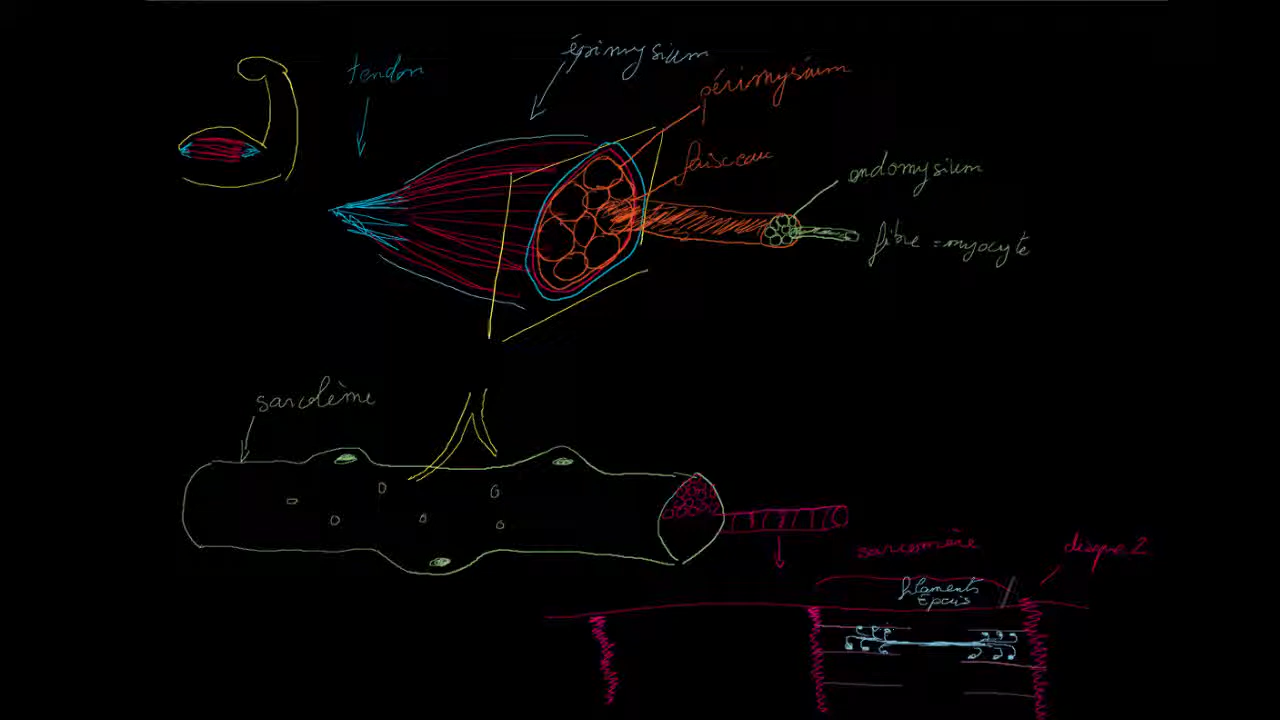 épimysium
tendon
périmysium
faisceau
endomysium
fibre = myocyte
sarcolème
sarcomère
disque Z
filaments
Épais